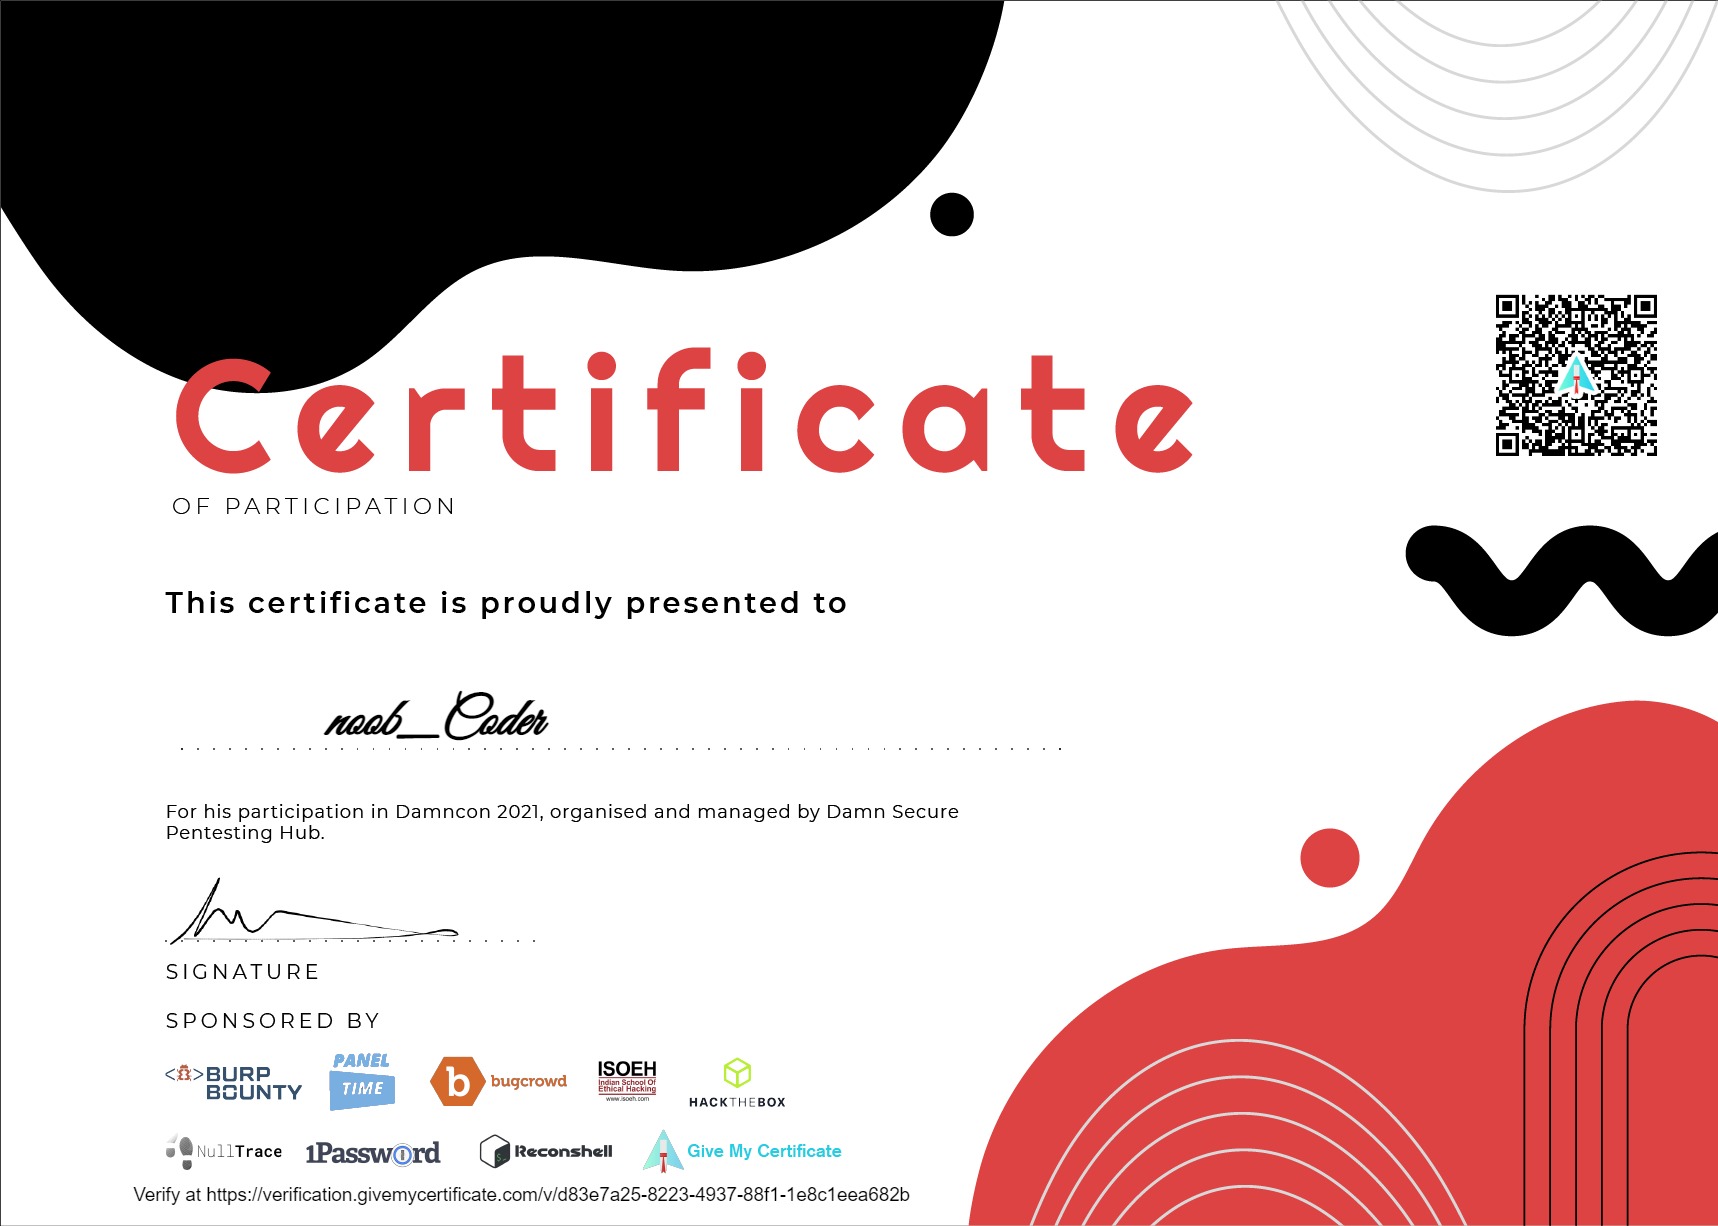 Certificate
OF PARTICIPATION
This certificate is proudly presented to
noob_Coder
For his participation in Damncon 2021, organised and managed by Damn Secure
Pentesting Hub.
SIGNATURE
SPONSORED BY
<>BURP BOUNTY
PANEL TIME
b bugcrowd
ISOEH
Indian School Of
Ethical Hacking
www.isoeh.com
HACKTHEBOX
NullTrace
1Password
Reconshell
Give My Certificate
Verify at https://verification.givemycertificate.com/v/d83e7a25-8223-4937-88f1-1e8c1eea682b